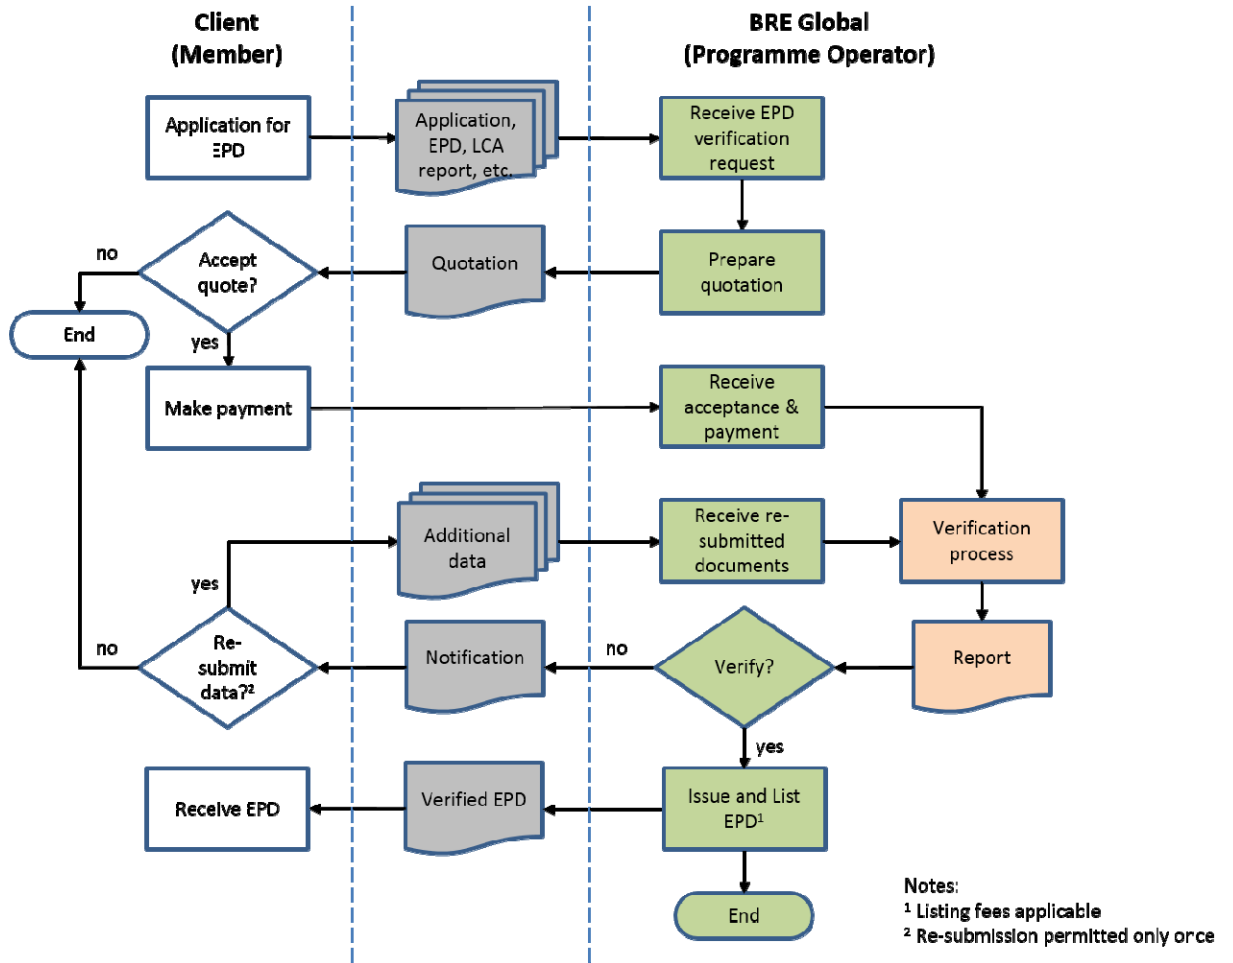 Client
(Member)
BRE Global
(Programme Operator)
Application for
EPD
Application,
EPD, LCA
report, etc.
Receive EPD
verification
request
no
Accept
quote?
Quotation
Prepare
quotation
End
yes
Make payment
Receive
acceptance &
payment
Additional
data
Receive re-
submitted
documents
Verification
process
yes
no
Re-
submit
data?²
Notification
no
Verify?
Report
yes
Receive EPD
Verified EPD
Issue and List
EPD¹
End
Notes:
¹ Listing fees applicable
² Re-submission permitted only once